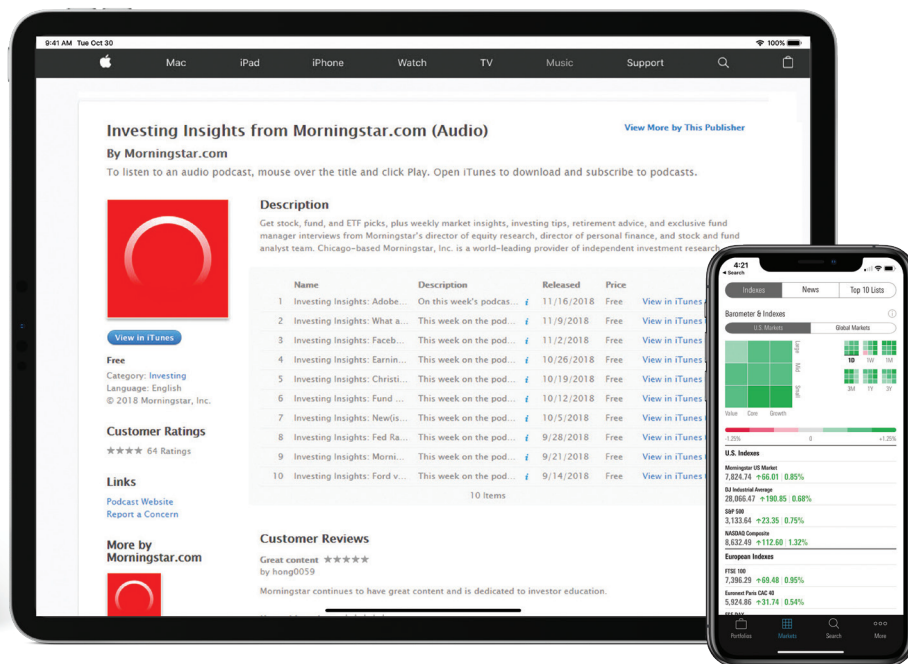 9:41 AM Tue Oct 30
100%
Mac iPad iPhone Watch TV Music Support
Investing Insights from Morningstar.com (Audio)
View More by This Publisher
By Morningstar.com
To listen to an audio podcast, mouse over the title and click Play. Open iTunes to download and subscribe to podcasts.
Description
Get stock, fund, and ETF picks, plus weekly market insights, investing tips, retirement advice, and exclusive fund
manager interviews from Morningstar's director of equity research, director of personal finance, and stock and fund
analyst team. Chicago-based Morningstar, Inc. is a world-leading provider of independent investment research.
Name Description Released Price
1 Investing Insights: Adobe... On this week's podcas... i 11/16/2018 Free View in iTunes
2 Investing Insights: What a... This week on the pod... i 11/9/2018 Free View in iTunes
3 Investing Insights: Faceb... This week on the pod... i 11/2/2018 Free View in iTunes
4 Investing Insights: Earnin... This week on the pod... i 10/26/2018 Free View in iTunes
5 Investing Insights: Christi... This week on the pod... i 10/19/2018 Free View in iTunes
6 Investing Insights: Fund ... This week on the pod... i 10/12/2018 Free View in iTunes
7 Investing Insights: New(is... This week on the pod... i 10/5/2018 Free View in iTunes
8 Investing Insights: Fed Ra... This week on the pod... i 9/28/2018 Free View in iTunes
9 Investing Insights: Morni... This week on the pod... i 9/21/2018 Free View in iTunes
10 Investing Insights: Ford v... This week on the pod... i 9/14/2018 Free View in iTunes
10 Items
View in iTunes
Free
Category: Investing
Language: English
© 2018 Morningstar, Inc.
Customer Ratings
★★★★ 64 Ratings
Links
Podcast Website
Report a Concern
More by
Morningstar.com
Customer Reviews
Great content ★★★★★
by hong0059
Morningstar continues to have great content and is dedicated to investor education.
4:21
Search
Indexes News Top 10 Lists
Barometer & Indexes
U.S. Markets Global Markets
Large
Mid
Small
Value Core Growth
1D 1W 1M
3M 1Y 3Y
-1.25% 0 +1.25%
U.S. Indexes
Morningstar US Market
7,824.74 ↑66.01 0.85%
DJ Industrial Average
28,066.47 ↑190.85 0.68%
S&P 500
3,133.64 ↑23.35 0.75%
NASDAQ Composite
8,632.49 ↑112.60 1.32%
European Indexes
FTSE 100
7,396.29 ↑69.48 0.95%
Euronext Paris CAC 40
5,924.86 ↑31.74 0.54%
Portfolios Markets Search More